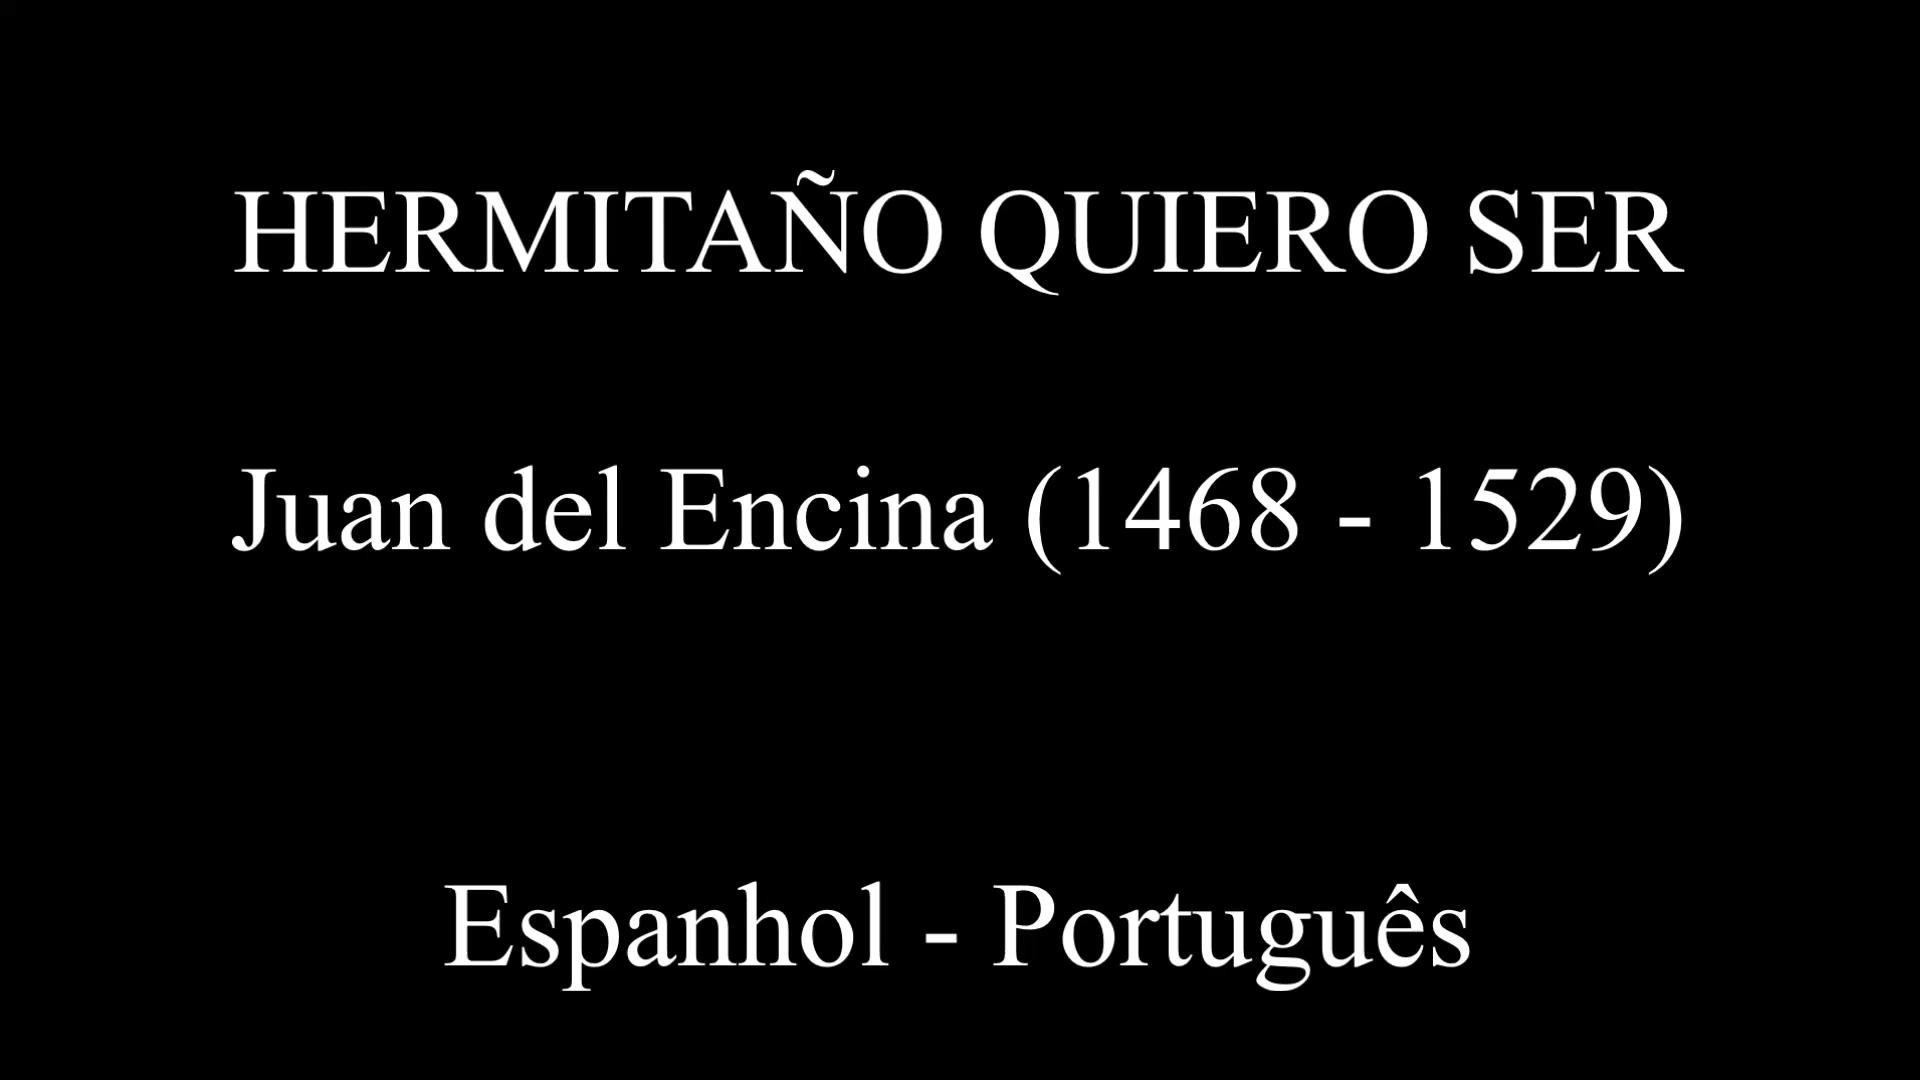 HERMITAÑO QUIERO SER
Juan del Encina (1468 - 1529)
Espanhol - Português